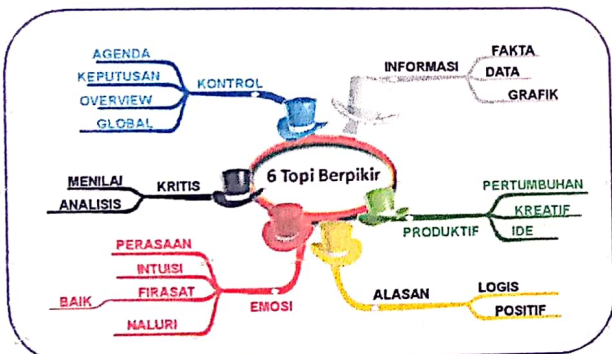 6 Topi Berpikir
KONTROL
AGENDA
KEPUTUSAN
OVERVIEW
GLOBAL
INFORMASI
FAKTA
DATA
GRAFIK
KRITIS
MENILAI
ANALISIS
PRODUKTIF
PERTUMBUHAN
KREATIF
IDE
EMOSI
PERASAAN
INTUISI
FIRASAT
BAIK
NALURI
ALASAN
LOGIS
POSITIF